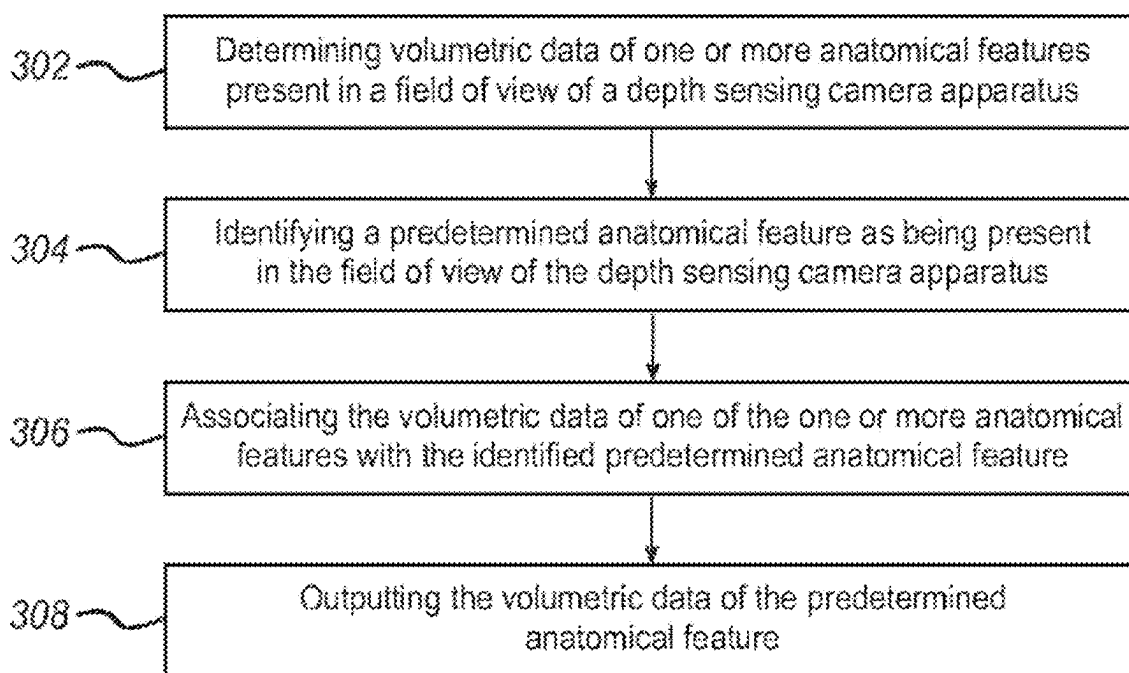 302
Determining volumetric data of one or more anatomical features
present in a field of view of a depth sensing camera apparatus
304
Identifying a predetermined anatomical feature as being present
in the field of view of the depth sensing camera apparatus
306
Associating the volumetric data of one of the one or more anatomical
features with the identified predetermined anatomical feature
308
Outputting the volumetric data of the predetermined
anatomical feature